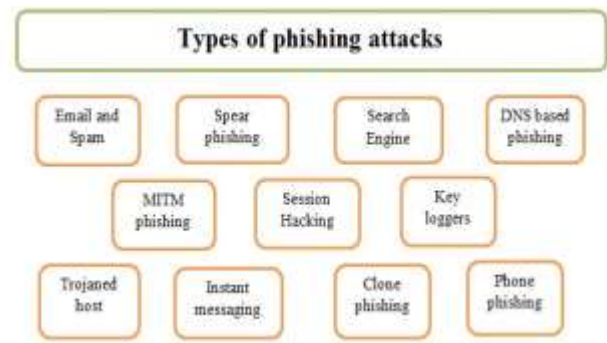 Types of phishing attacks
Email and
Spam
Spear
phishing
Search
Engine
DNS based
phishing
MITM
phishing
Session
Hacking
Key
loggers
Trojaned
host
Instant
messaging
Clone
phishing
Phone
phishing